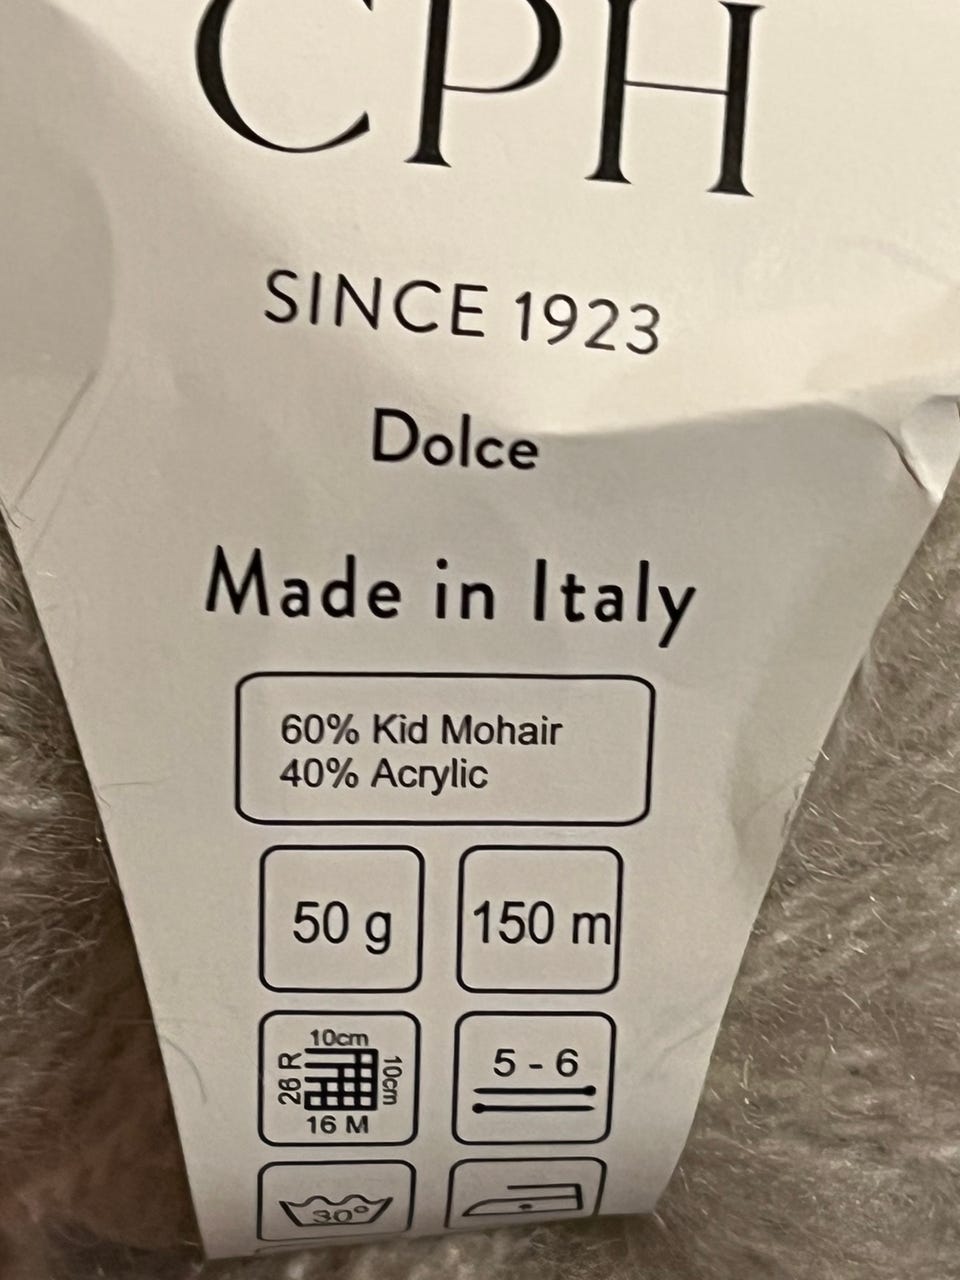 CPH
SINCE 1923
Dolce
Made in Italy
60% Kid Mohair
40% Acrylic
50 g
150 m
10cm
26 R
10cm
16 M
5 - 6
30°